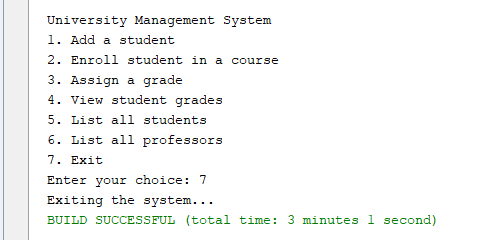 University Management System
1. Add a student
2. Enroll student in a course
3. Assign a grade
4. View student grades
5. List all students
6. List all professors
7. Exit
Enter your choice: 7
Exiting the system...
BUILD SUCCESSFUL (total time: 3 minutes 1 second)